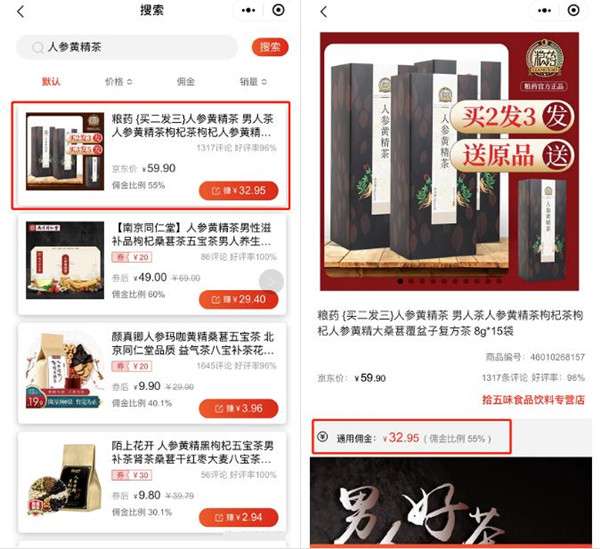 搜索
人参黄精茶
搜索
默认
价格
佣金
销量
粮药 {买二发三}人参黄精茶 男人茶
人参黄精茶枸杞茶枸杞人参黄精…
1317评论 好评率96%
京东价 ¥59.90
佣金比例 55%
赚 ¥32.95
【南京同仁堂】人参黄精茶男性滋
补品枸杞桑葚茶五宝茶男人养生…
券 ¥20
86评论 好评率100%
券后 ¥49.00 ¥69.00
佣金比例 60%
赚 ¥29.40
颜真卿人参玛咖黄精桑葚五宝茶 北
京同仁堂品质 益气茶八宝补茶花…
券 ¥20
1645评论 好评率100%
券后 ¥9.90 ¥29.90
佣金比例 40.1%
赚 ¥3.96
陌上花开 人参黄精黑枸杞五宝茶男
补茶肾茶桑葚干红枣大麦八宝茶…
券 ¥30
56评论 好评率100%
券后 ¥9.80 ¥39.79
佣金比例 30.1%
赚 ¥2.94
粮药
粮药官方正品
人参黄精茶
买2发3 发
送原品 送
粮药 {买二发三}人参黄精茶 男人茶人参黄精茶枸杞茶枸
杞人参黄精大桑葚覆盆子复方茶 8g*15袋
商品编号:46010268157
京东价: ¥59.90
1317条评论 好评率:96%
拾五味食品饮料专营店
通用佣金: ¥32.95 ( 佣金比例 55% )
男人好茶